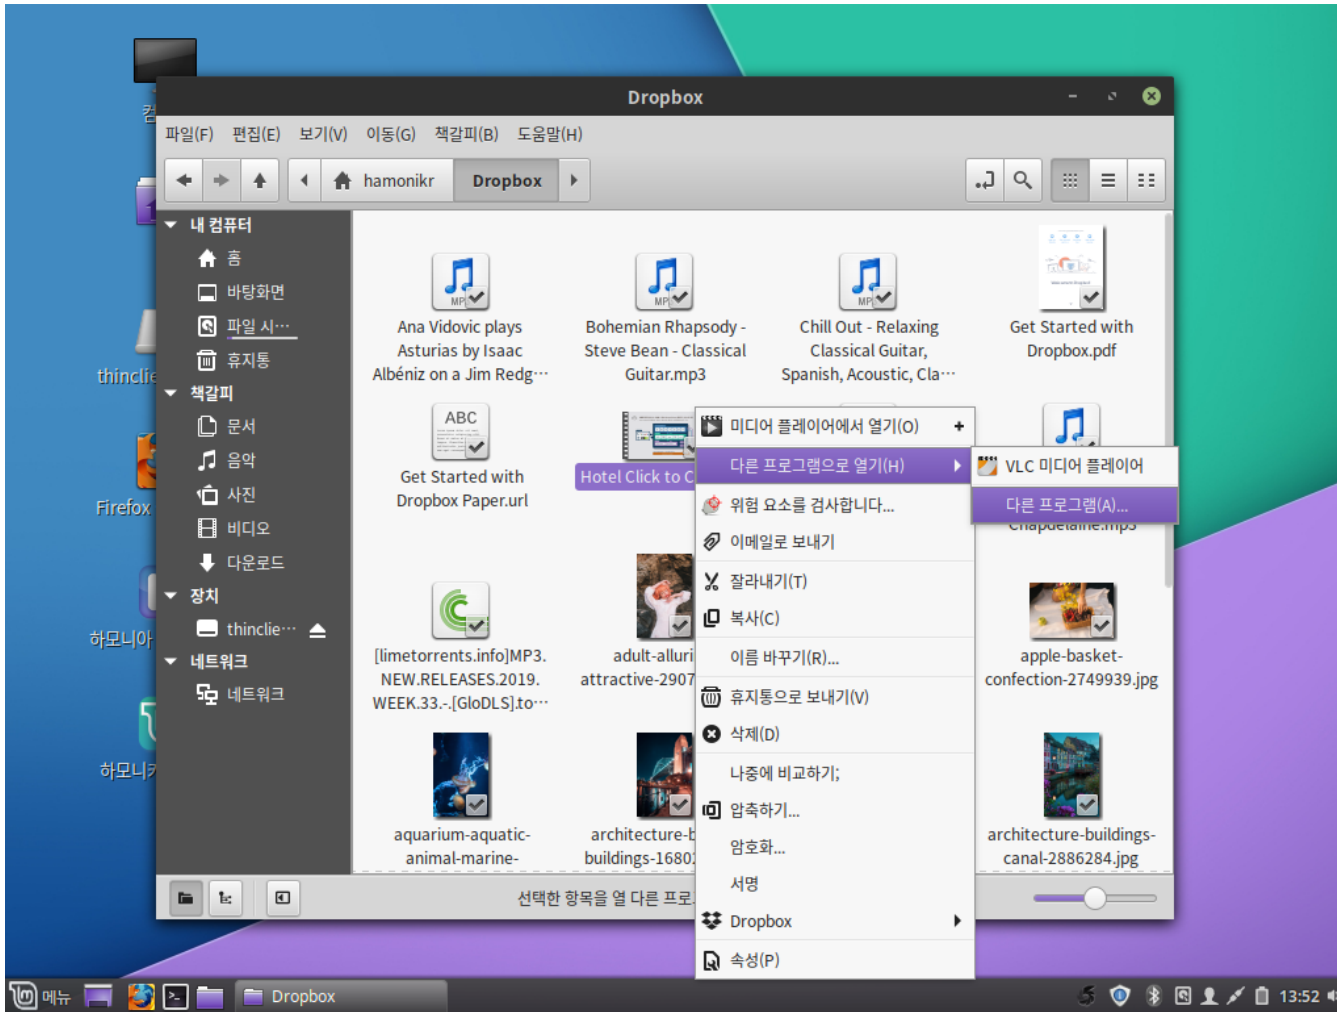 컴
Dropbox
파일(F) 편집(E) 보기(V) 이동(G) 책갈피(B) 도움말(H)
hamonikr Dropbox
내 컴퓨터
홈
바탕화면
파일 시…
휴지통
책갈피
문서
음악
사진
비디오
다운로드
장치
thinclie…
네트워크
네트워크
thinclie
Firefox
하모니아
하모니카
MP
Ana Vidovic plays
Asturias by Isaac
Albéniz on a Jim Redg…
MP
Bohemian Rhapsody -
Steve Bean - Classical
Guitar.mp3
MP
Chill Out - Relaxing
Classical Guitar,
Spanish, Acoustic, Cla…
Get Started with
Dropbox.pdf
ABC
Get Started with
Dropbox Paper.url
Hotel Click to C
Chapdelaine.mp3
[limetorrents.info]MP3.
NEW.RELEASES.2019.
WEEK.33.-.[GloDLS].to…
adult-alluri
attractive-2907
apple-basket-
confection-2749939.jpg
aquarium-aquatic-
animal-marine-
architecture-b
buildings-1680
architecture-buildings-
canal-2886284.jpg
미디어 플레이어에서 열기(O) +
다른 프로그램으로 열기(H)
위험 요소를 검사합니다...
이메일로 보내기
잘라내기(T)
복사(C)
이름 바꾸기(R)...
휴지통으로 보내기(V)
삭제(D)
나중에 비교하기;
압축하기...
암호화...
서명
Dropbox
속성(P)
VLC 미디어 플레이어
다른 프로그램(A)...
선택한 항목을 열 다른 프로
메뉴
Dropbox
13:52